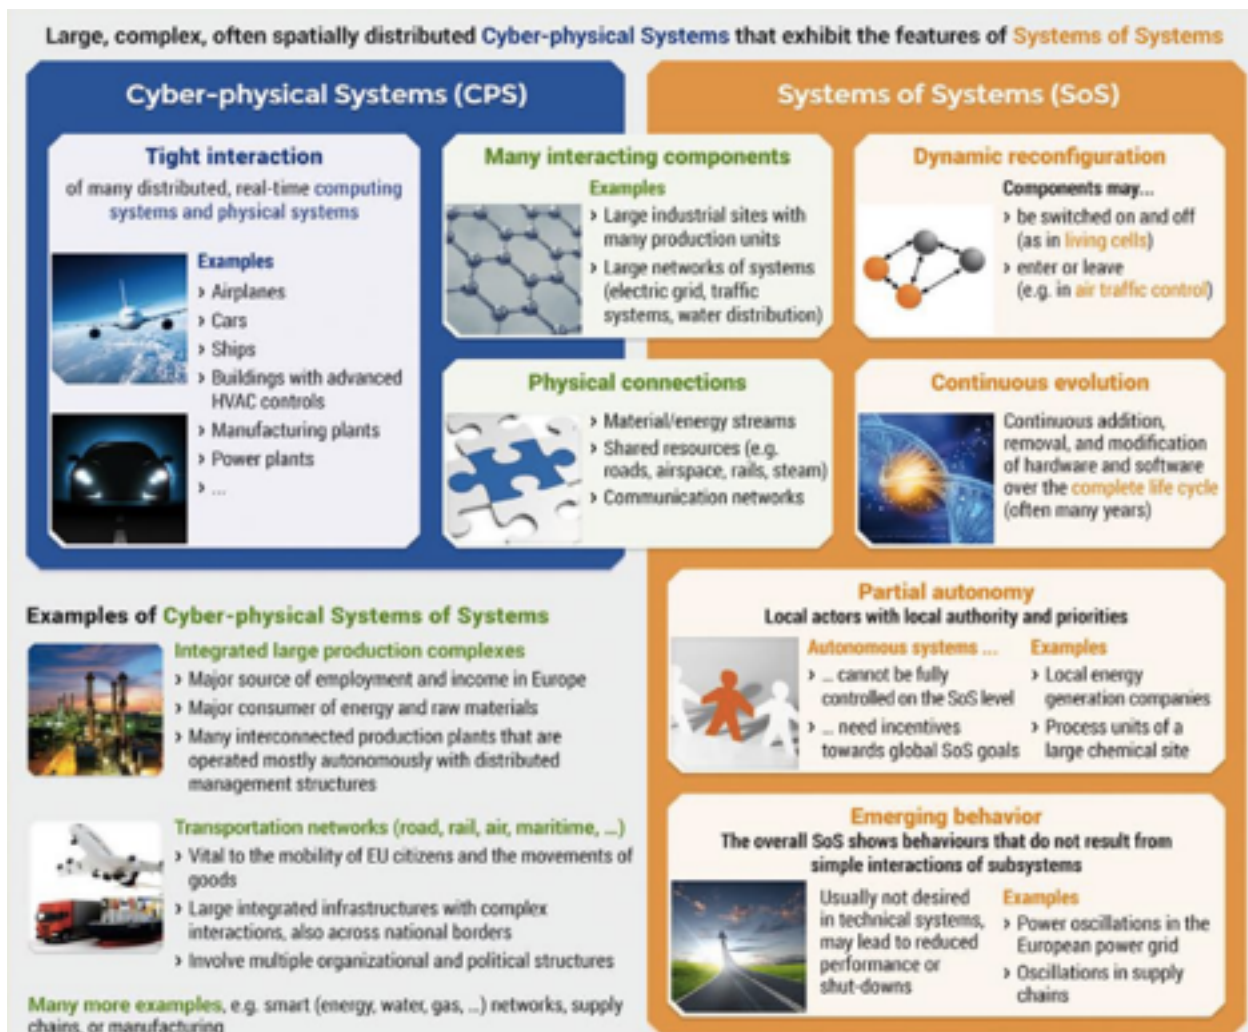 Large, complex, often spatially distributed Cyber-physical Systems that exhibit the features of Systems of Systems
Cyber-physical Systems (CPS)
Tight interaction
of many distributed, real-time computing
systems and physical systems
Examples
› Airplanes
› Cars
› Ships
› Buildings with advanced
HVAC controls
› Manufacturing plants
› Power plants
› ...
Many interacting components
Examples
› Large industrial sites with
many production units
› Large networks of systems
(electric grid, traffic
systems, water distribution)
Physical connections
› Material/energy streams
› Shared resources (e.g.
roads, airspace, rails, steam)
› Communication networks
Systems of Systems (SoS)
Dynamic reconfiguration
Components may...
› be switched on and off
(as in living cells)
› enter or leave
(e.g. in air traffic control)
Continuous evolution
Continuous addition,
removal, and modification
of hardware and software
over the complete life cycle
(often many years)
Partial autonomy
Local actors with local authority and priorities
Autonomous systems ...
› ... cannot be fully
controlled on the SoS level
› ... need incentives
towards global SoS goals
Examples
› Local energy
generation companies
› Process units of a
large chemical site
Emerging behavior
The overall SoS shows behaviours that do not result from
simple interactions of subsystems
Usually not desired
in technical systems,
may lead to reduced
performance or
shut-downs
Examples
› Power oscillations in the
European power grid
› Oscillations in supply
chains
Examples of Cyber-physical Systems of Systems
Integrated large production complexes
› Major source of employment and income in Europe
› Major consumer of energy and raw materials
› Many interconnected production plants that are
operated mostly autonomously with distributed
management structures
Transportation networks (road, rail, air, maritime, ...)
› Vital to the mobility of EU citizens and the movements of
goods
› Large integrated infrastructures with complex
interactions, also across national borders
› Involve multiple organizational and political structures
Many more examples, e.g. smart (energy, water, gas, ...) networks, supply
chains, or manufacturing